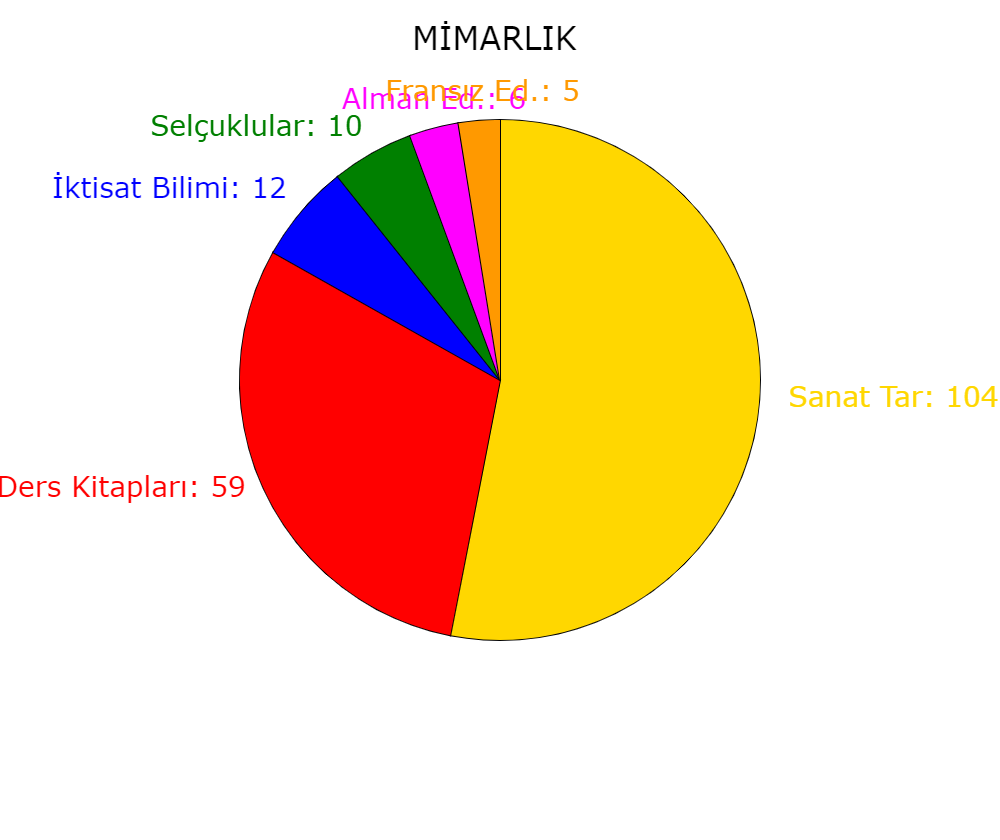 MİMARLIK
Fransız Ed.: 5
Alman Ed.: 6
Selçuklular: 10
İktisat Bilimi: 12
Sanat Tar: 104
Ders Kitapları: 59